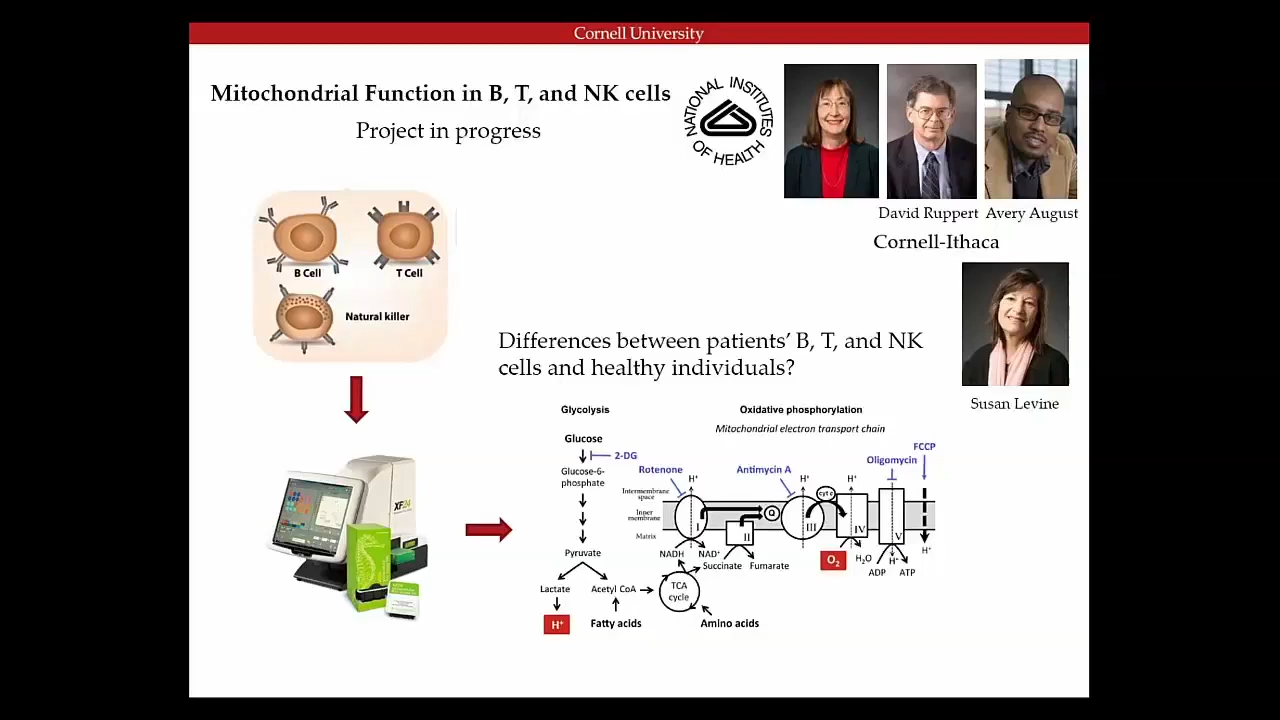 Cornell University
Mitochondrial Function in B, T, and NK cells
Project in progress
NATIONAL INSTITUTES
OF HEALTH
David Ruppert
Avery August
Cornell-Ithaca
Susan Levine
B Cell
T Cell
Natural killer
XF24
Differences between patients’ B, T, and NK
cells and healthy individuals?
Glycolysis
Glucose
2-DG
Glucose-6-
phosphate
Pyruvate
Lactate
Acetyl CoA
H⁺
Fatty acids
Oxidative phosphorylation
Mitochondrial electron transport chain
FCCP
Oligomycin
Rotenone
Antimycin A
H⁺
H⁺
H⁺
Intermembrane
space
Inner
membrane
Matrix
I
II
Q
III
cyt c
IV
V
NADH
NAD⁺
Succinate
Fumarate
O₂
H₂O
H⁺
H⁺
ADP
ATP
TCA
cycle
Amino acids